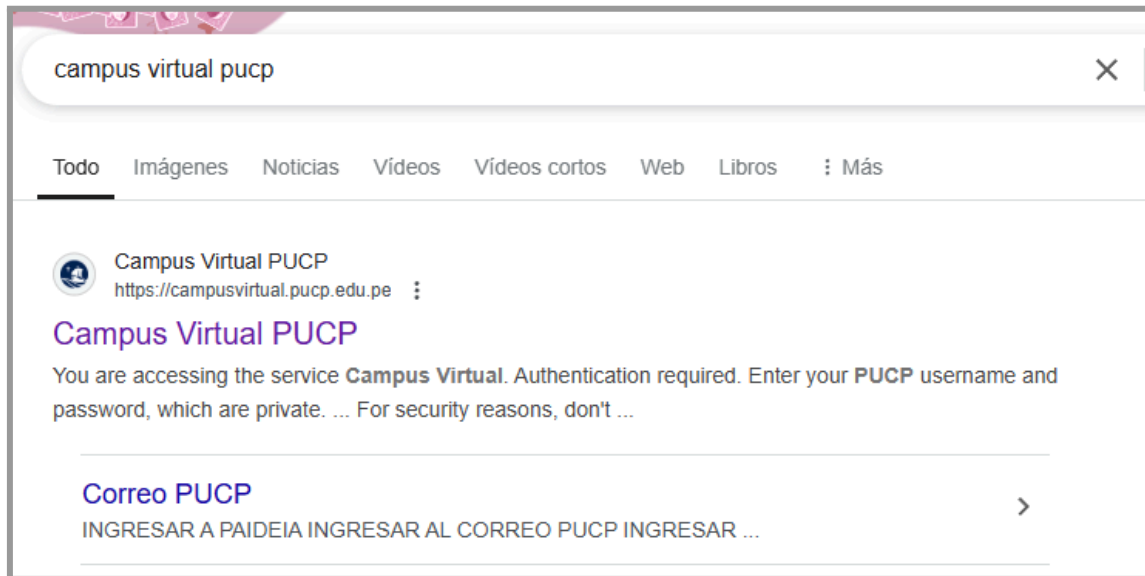 campus virtual pucp
Todo Imágenes Noticias Vídeos Vídeos cortos Web Libros Más
Campus Virtual PUCP
https://campusvirtual.pucp.edu.pe
Campus Virtual PUCP
You are accessing the service Campus Virtual. Authentication required. Enter your PUCP username and
password, which are private. ... For security reasons, don't ...
Correo PUCP
INGRESAR A PAIDEIA INGRESAR AL CORREO PUCP INGRESAR ...